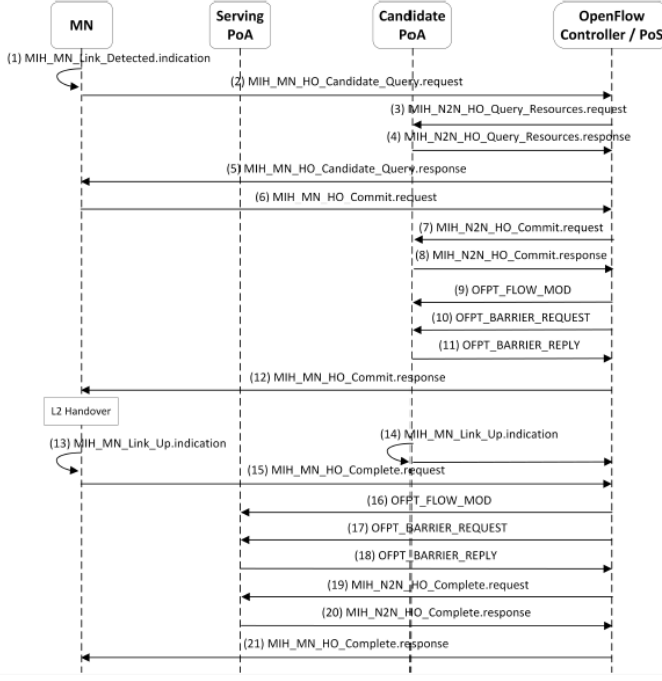 MN
Serving
PoA
Candidate
PoA
OpenFlow
Controller / PoS
(1) MIH_MN_Link_Detected.indication
(2) MIH_MN_HO_Candidate_Query.request
(3) MIH_N2N_HO_Query_Resources.request
(4) MIH_N2N_HO_Query_Resources.response
(5) MIH_MN_HO_Candidate_Query.response
(6) MIH_MN_HO_Commit.request
(7) MIH_N2N_HO_Commit.request
(8) MIH_N2N_HO_Commit.response
(9) OFPT_FLOW_MOD
(10) OFPT_BARRIER_REQUEST
(11) OFPT_BARRIER_REPLY
(12) MIH_MN_HO_Commit.response
L2 Handover
(13) MIH_MN_Link_Up.indication
(14) MIH_MN_Link_Up.indication
(15) MIH_MN_HO_Complete.request
(16) OFPT_FLOW_MOD
(17) OFPT_BARRIER_REQUEST
(18) OFPT_BARRIER_REPLY
(19) MIH_N2N_HO_Complete.request
(20) MIH_N2N_HO_Complete.response
(21) MIH_MN_HO_Complete.response